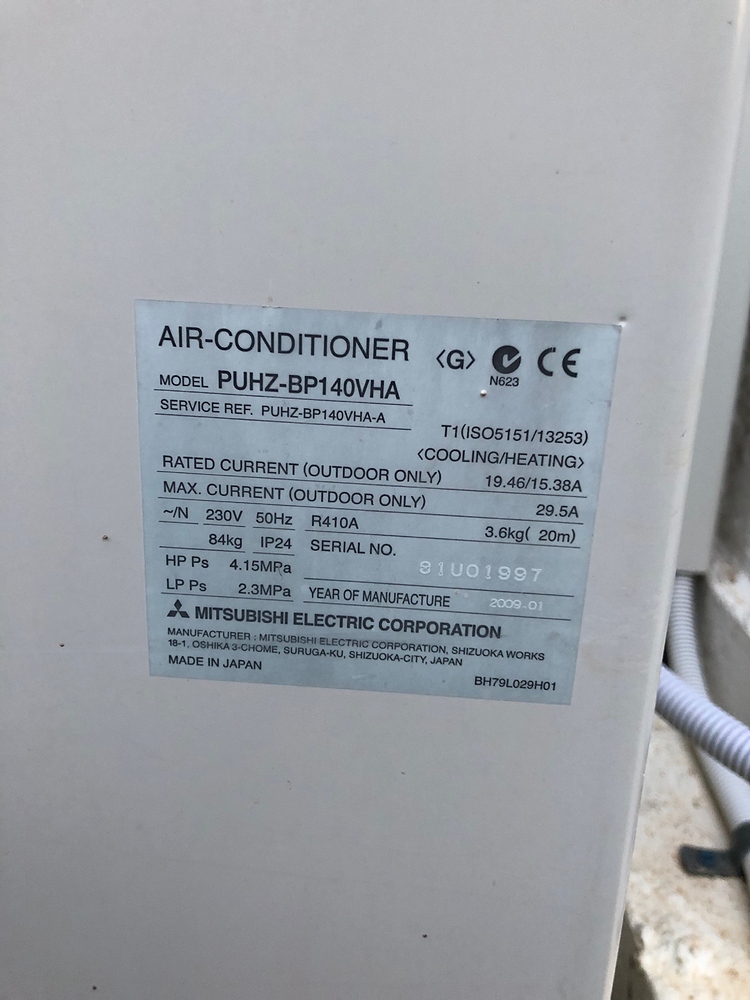 AIR-CONDITIONER <G> CE
N623
MODEL PUHZ-BP140VHA
SERVICE REF. PUHZ-BP140VHA-A
T1(ISO5151/13253)
<COOLING/HEATING>
RATED CURRENT (OUTDOOR ONLY) 19.46/15.38A
MAX. CURRENT (OUTDOOR ONLY) 29.5A
~/N 230V 50Hz R410A 3.6kg( 20m)
84kg IP24 SERIAL NO. 81U01997
HP Ps 4.15MPa
LP Ps 2.3MPa YEAR OF MANUFACTURE 2009-01
MITSUBISHI ELECTRIC CORPORATION
MANUFACTURER : MITSUBISHI ELECTRIC CORPORATION, SHIZUOKA WORKS
18-1, OSHIKA 3-CHOME, SURUGA-KU, SHIZUOKA-CITY, JAPAN
MADE IN JAPAN BH79L029H01